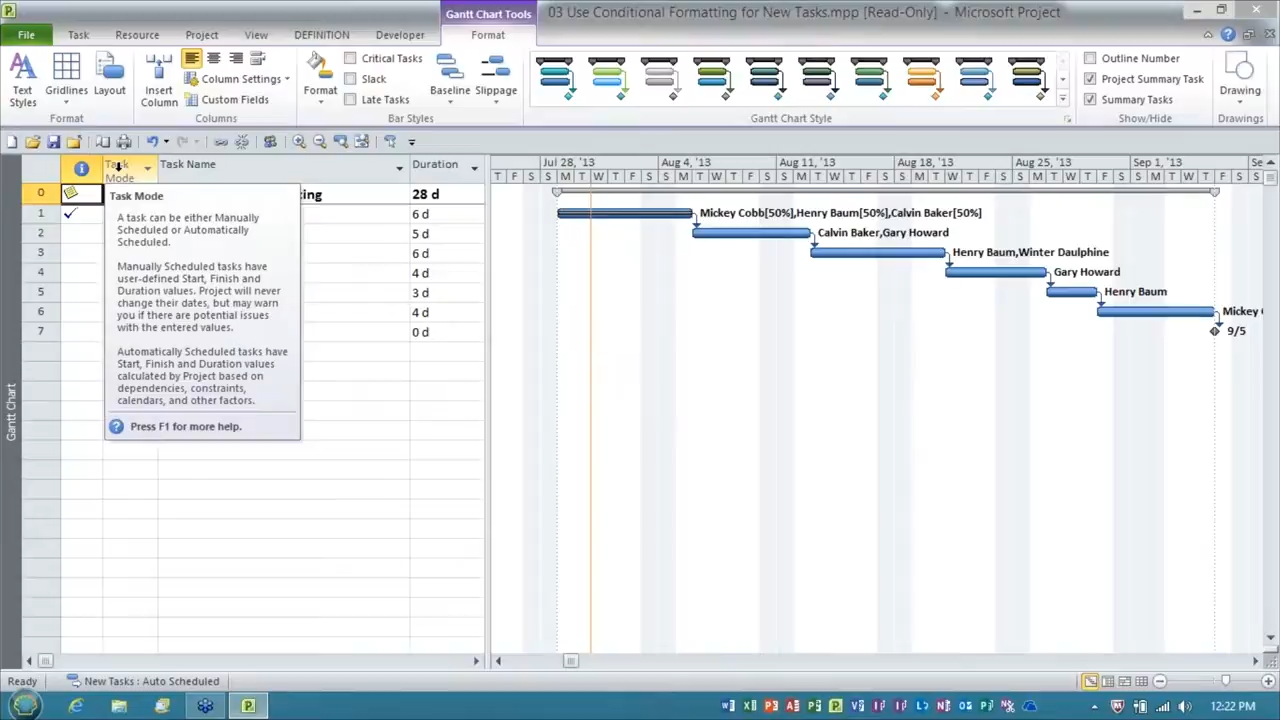 Gantt Chart Tools
03 Use Conditional Formatting for New Tasks.mpp [Read-Only] - Microsoft Project
File Task Resource Project View DEFINITION Developer Format
Text Styles
Gridlines
Layout
Format
Insert Column
Column Settings
Custom Fields
Columns
Format
Critical Tasks
Slack
Late Tasks
Baseline
Slippage
Bar Styles
Gantt Chart Style
Outline Number
Project Summary Task
Summary Tasks
Show/Hide
Drawing
Drawings
Task Mode
Task Name
Duration
Jul 28, '13 Aug 4, '13 Aug 11, '13 Aug 18, '13 Aug 25, '13 Sep 1, '13 Se
T F S S M T W T F S S M T W T F S S M T W T F S S M T W T F S S M T W T F S S M T W T F S S
0 ting 28 d
1 6 d Mickey Cobb[50%],Henry Baum[50%],Calvin Baker[50%]
2 5 d Calvin Baker,Gary Howard
3 6 d Henry Baum,Winter Daulphine
4 4 d Gary Howard
5 3 d Henry Baum
6 4 d Mickey C
7 0 d 9/5
Task Mode
A task can be either Manually
Scheduled or Automatically
Scheduled.
Manually Scheduled tasks have
user-defined Start, Finish and
Duration values. Project will never
change their dates, but may warn
you if there are potential issues
with the entered values.
Automatically Scheduled tasks have
Start, Finish and Duration values
calculated by Project based on
dependencies, constraints,
calendars, and other factors.
Press F1 for more help.
Gantt Chart
Ready New Tasks : Auto Scheduled
12:22 PM